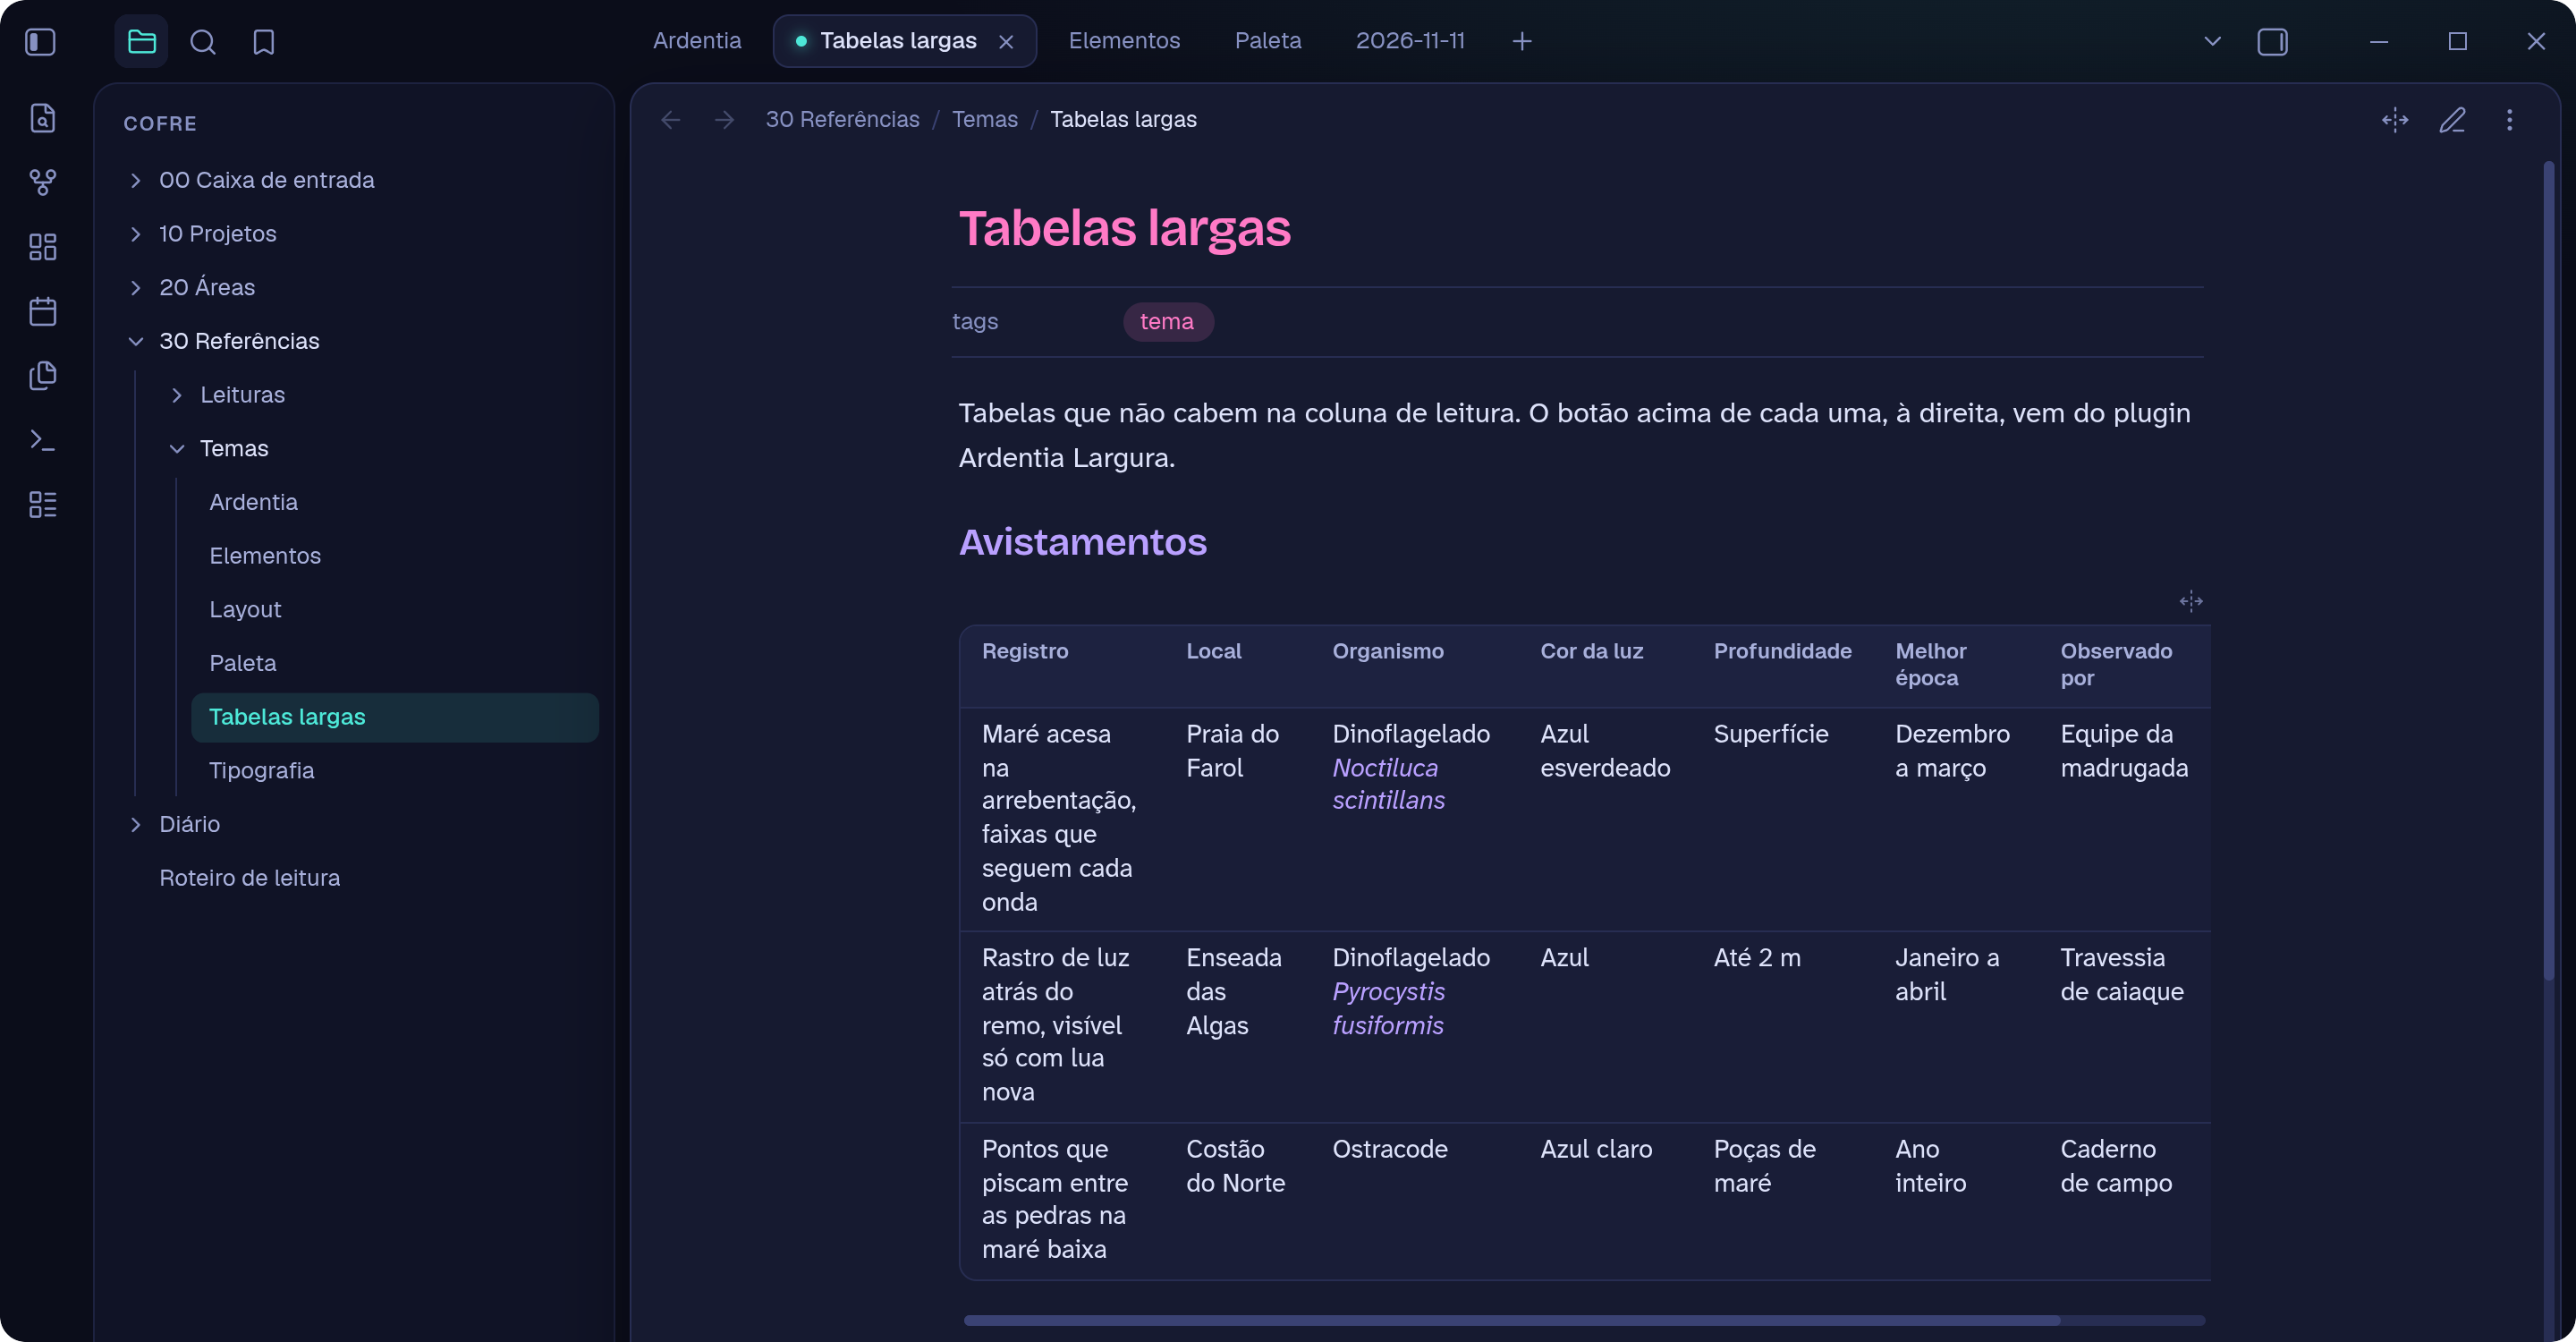 Ardentia
Tabelas largas
Elementos
Paleta
2026-11-11
COFRE
00 Caixa de entrada
10 Projetos
20 Áreas
30 Referências
Leituras
Temas
Ardentia
Elementos
Layout
Paleta
Tabelas largas
Tipografia
Diário
Roteiro de leitura
30 Referências / Temas / Tabelas largas
Tabelas largas
tags
tema
Tabelas que não cabem na coluna de leitura. O botão acima de cada uma, à direita, vem do plugin
Ardentia Largura.
Avistamentos
Registro
Local
Organismo
Cor da luz
Profundidade
Melhor
época
Observado
por
Maré acesa
na
arrebentação,
faixas que
seguem cada
onda
Praia do
Farol
Dinoflagelado
Noctiluca
scintillans
Azul
esverdeado
Superfície
Dezembro
a março
Equipe da
madrugada
Rastro de luz
atrás do
remo, visível
só com lua
nova
Enseada
das
Algas
Dinoflagelado
Pyrocystis
fusiformis
Azul
Até 2 m
Janeiro a
abril
Travessia
de caiaque
Pontos que
piscam entre
as pedras na
maré baixa
Costão
do Norte
Ostracode
Azul claro
Poças de
maré
Ano
inteiro
Caderno
de campo